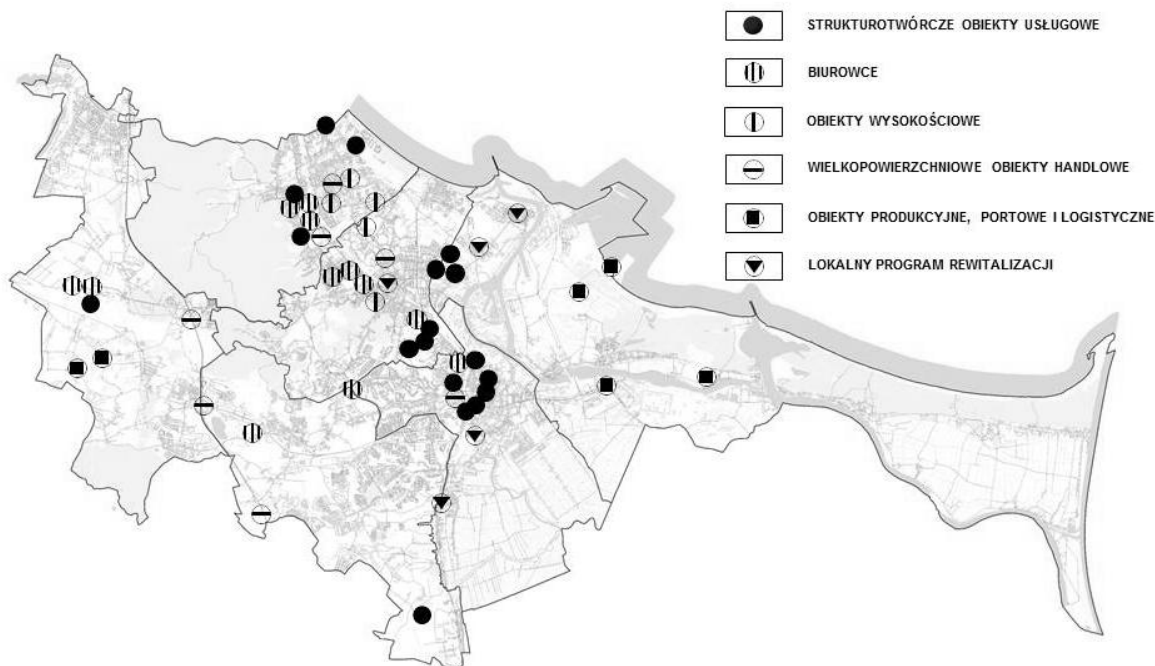 STRUKTUROTWÓRCZE OBIEKTY USŁUGOWE
BIUROWCE
OBIEKTY WYSOKOŚCIOWE
WIELKOPOWIERZCHNIOWE OBIEKTY HANDLOWE
OBIEKTY PRODUKCYJNE, PORTOWE I LOGISTYCZNE
LOKALNY PROGRAM REWITALIZACJI